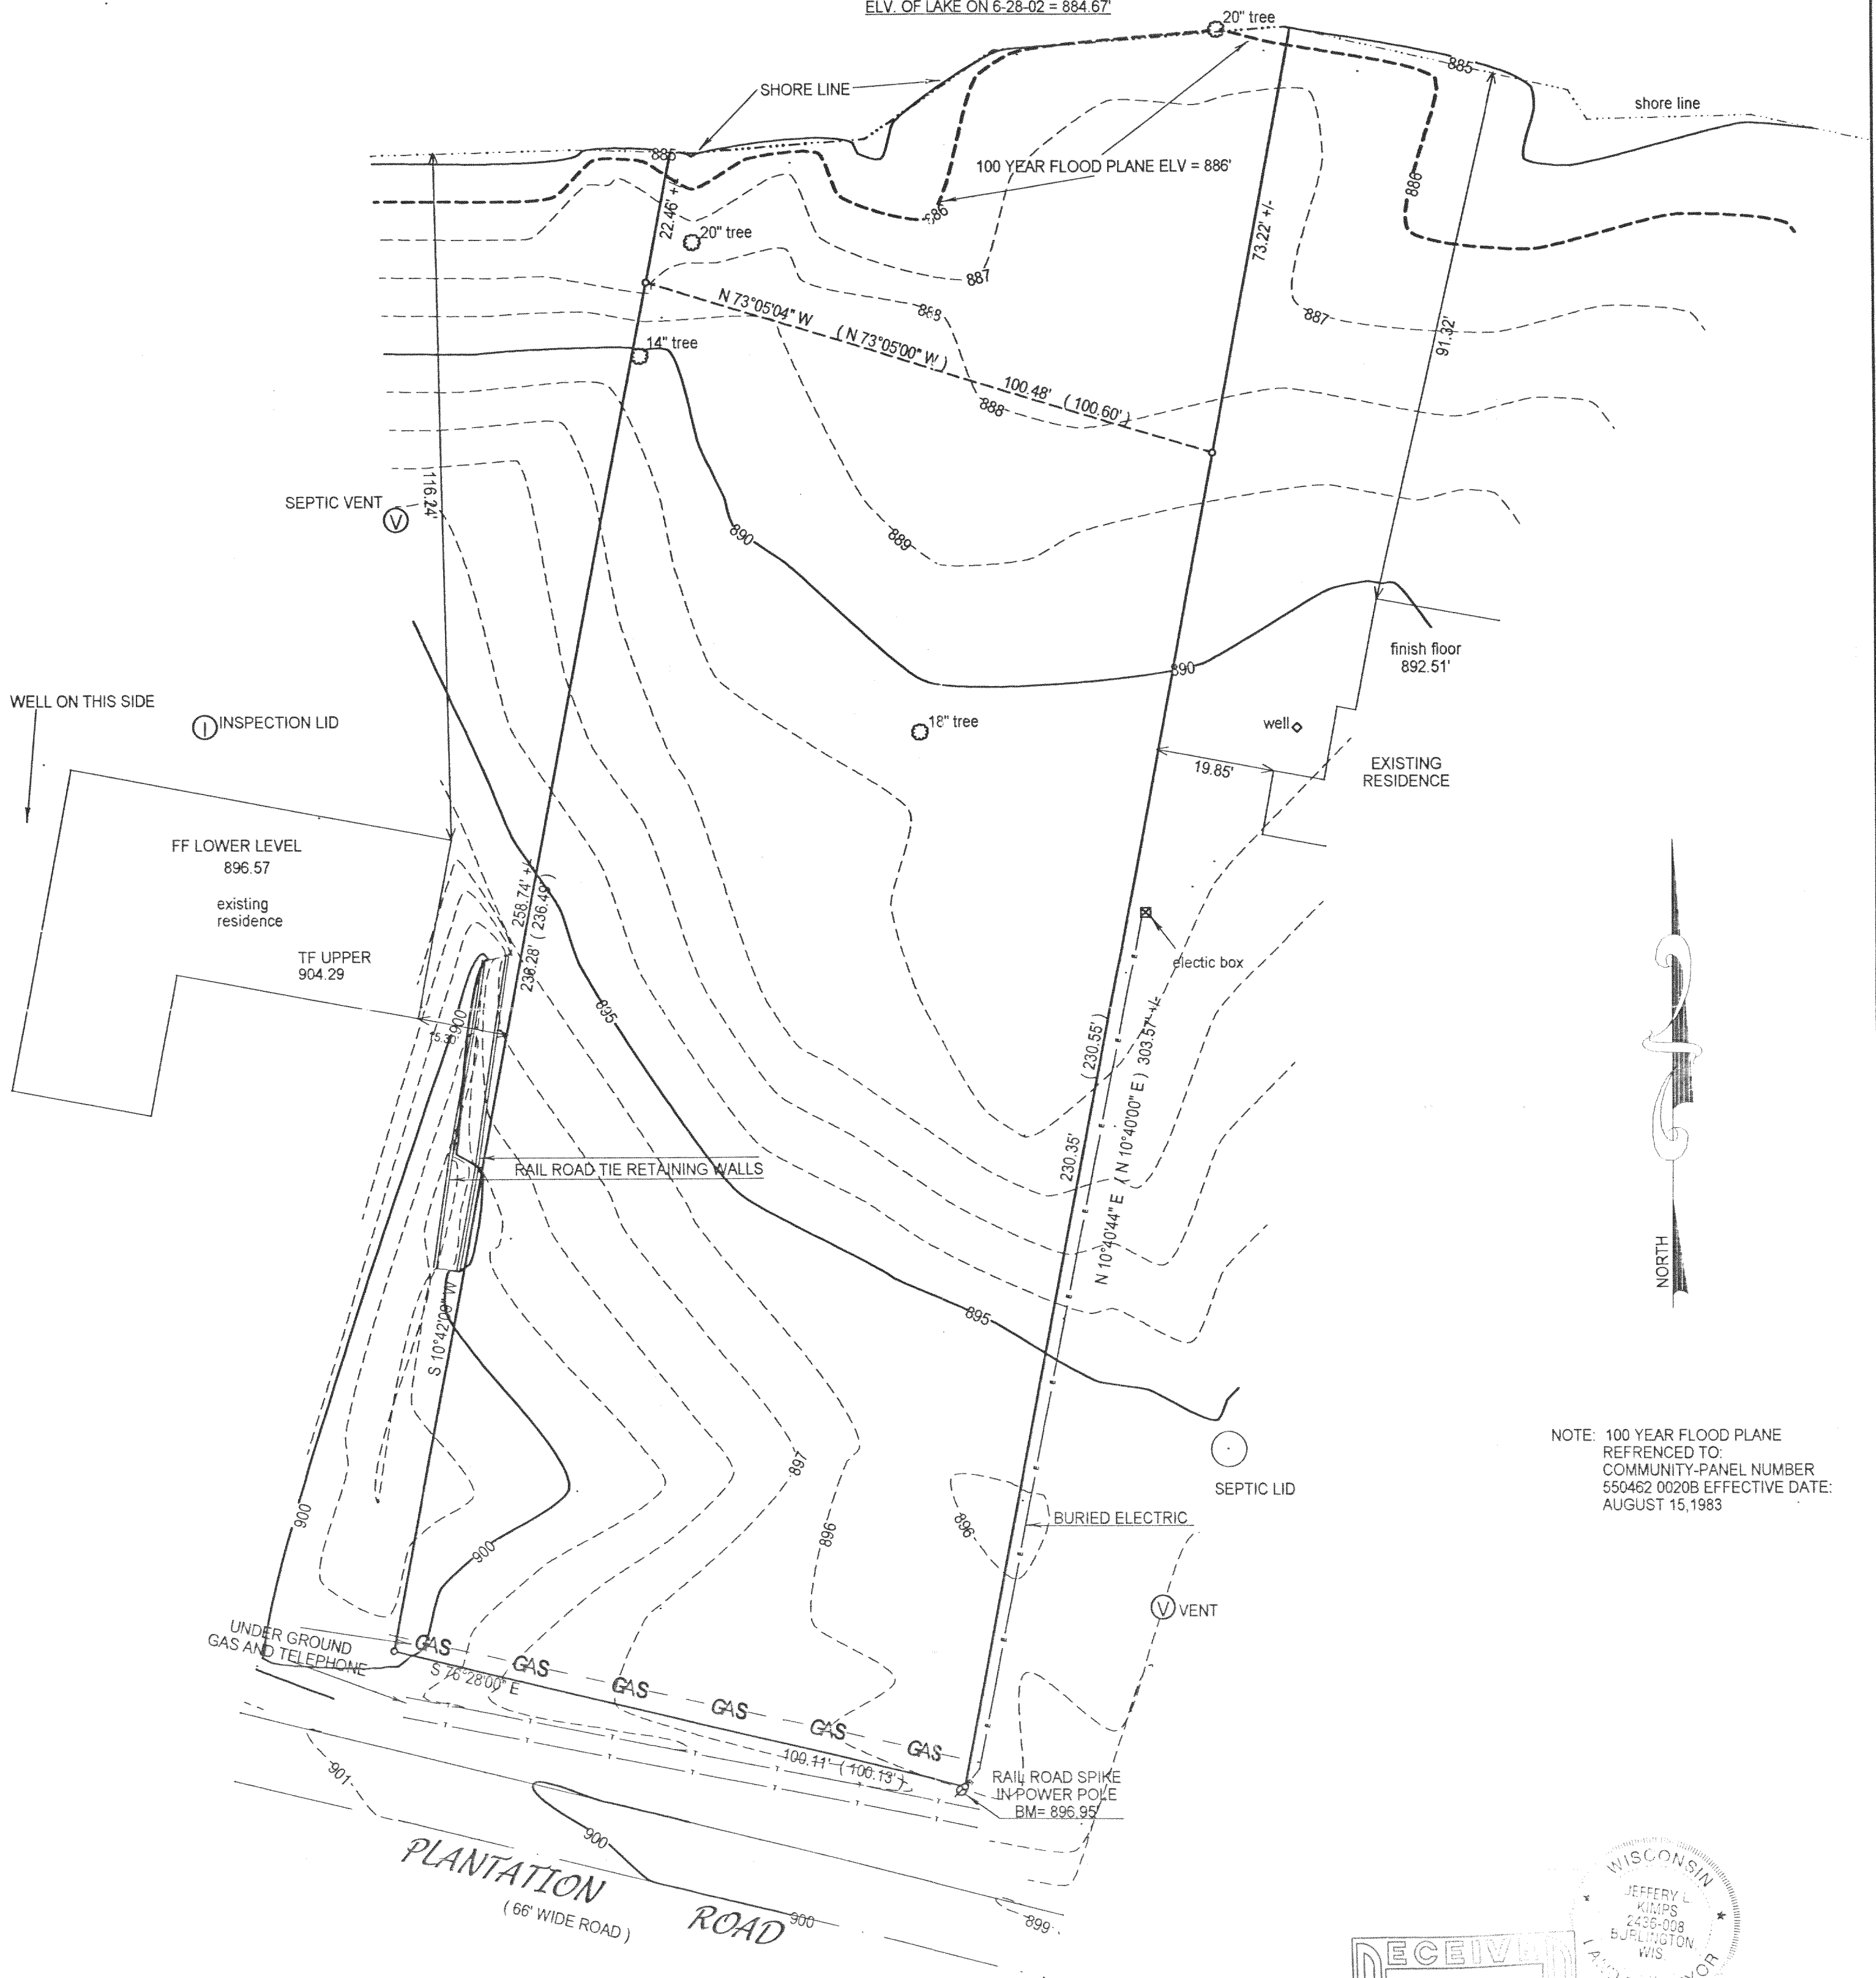 ELV. OF LAKE ON 6-28-02 = 884.67'
20" tree
SHORE LINE
885
shore line
885
100 YEAR FLOOD PLANE ELV = 886'
886
886
22.46' +/-
20" tree
73.22' +/-
887
887
888
N 73°05'04" W ( N 73°05'00" W )
91.32'
14" tree
100.48' ( 100.60' )
888
116.24'
SEPTIC VENT
V
890
889
finish floor
892.51'
890
WELL ON THIS SIDE
I INSPECTION LID
18" tree
well
19.85'
EXISTING
RESIDENCE
FF LOWER LEVEL
896.57
existing
residence
258.74' +/-
236.28' ( 236.49' )
TF UPPER
904.29
electic box
900
895
( 230.55' )
230.35'
N 10°40'44" E ( N 10°40'00" E ) 303.57' +/-
RAIL ROAD TIE RETAINING WALLS
NORTH
S 10°42'09" W
895
897
896
896
900
900
SEPTIC LID
BURIED ELECTRIC
NOTE: 100 YEAR FLOOD PLANE
REFRENCED TO:
COMMUNITY-PANEL NUMBER
550462 0020B EFFECTIVE DATE:
AUGUST 15,1983
V VENT
UNDER GROUND
GAS AND TELEPHONE
GAS GAS GAS GAS GAS GAS
S 76°28'00" E
100.11' ( 100.13' )
RAIL ROAD SPIKE
IN POWER POLE
BM= 896.95'
901
900
PLANTATION ROAD
( 66' WIDE ROAD )
900
899
WISCONSIN
JEFFERY L
KIMPS
2436-008
BURLINGTON
WIS